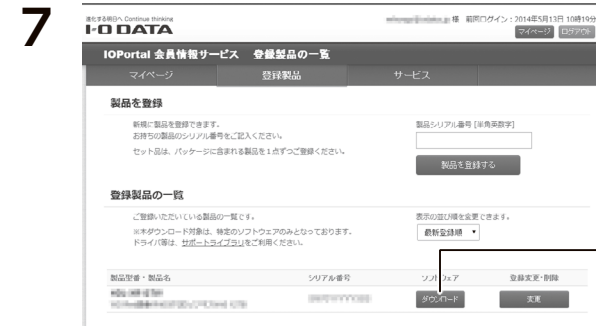 7
進化する明日へ Continue thinking
I-O DATA
様 前回ログイン：2014年5月13日 10時19分
マイページ ログアウト
IOPortal 会員情報サービス 登録製品の一覧
マイページ 登録製品 サービス
製品を登録
新規に製品を登録できます。
お持ちの製品のシリアル番号をご記入ください。
セット品は、パッケージに含まれる製品を1点ずつご登録ください。
製品シリアル番号 [半角英数字]
製品を登録する
登録製品の一覧
ご登録いただいている製品の一覧です。
※本ダウンロード対象は、特定のソフトウェアのみとなっております。
ドライバ等は、サポートライブラリをご利用ください。
表示の並び順を変更できます。
最新登録順
製品型番・製品名 シリアル番号 ソフトウェア 登録変更・削除
ダウンロード 変更